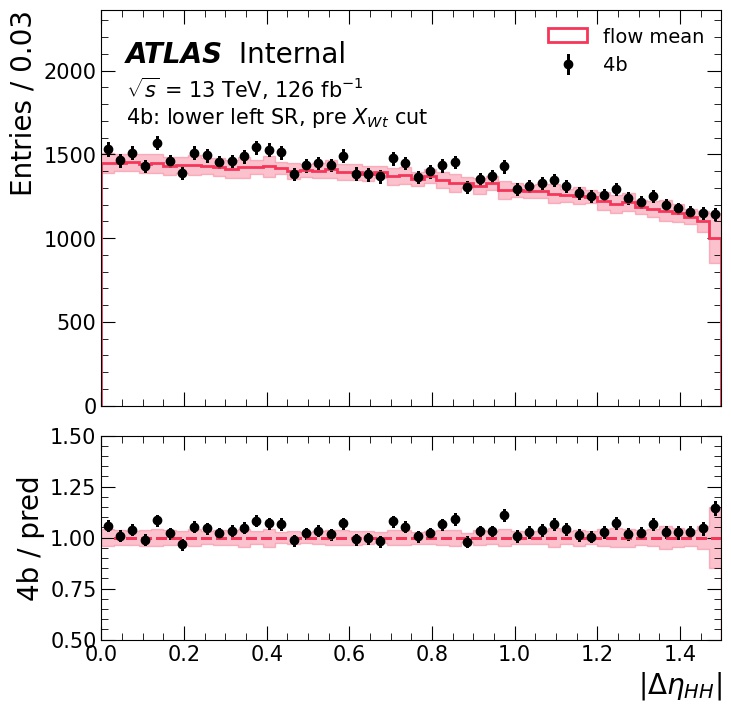 ATLAS Internal
√s = 13 TeV, 126 fb⁻¹
4b: lower left SR, pre X_Wt cut
flow mean
4b
Entries / 0.03
2000
1500
1000
500
0
4b / pred
1.50
1.25
1.00
0.75
0.50
0.0 0.2 0.4 0.6 0.8 1.0 1.2 1.4
|Δη_HH|